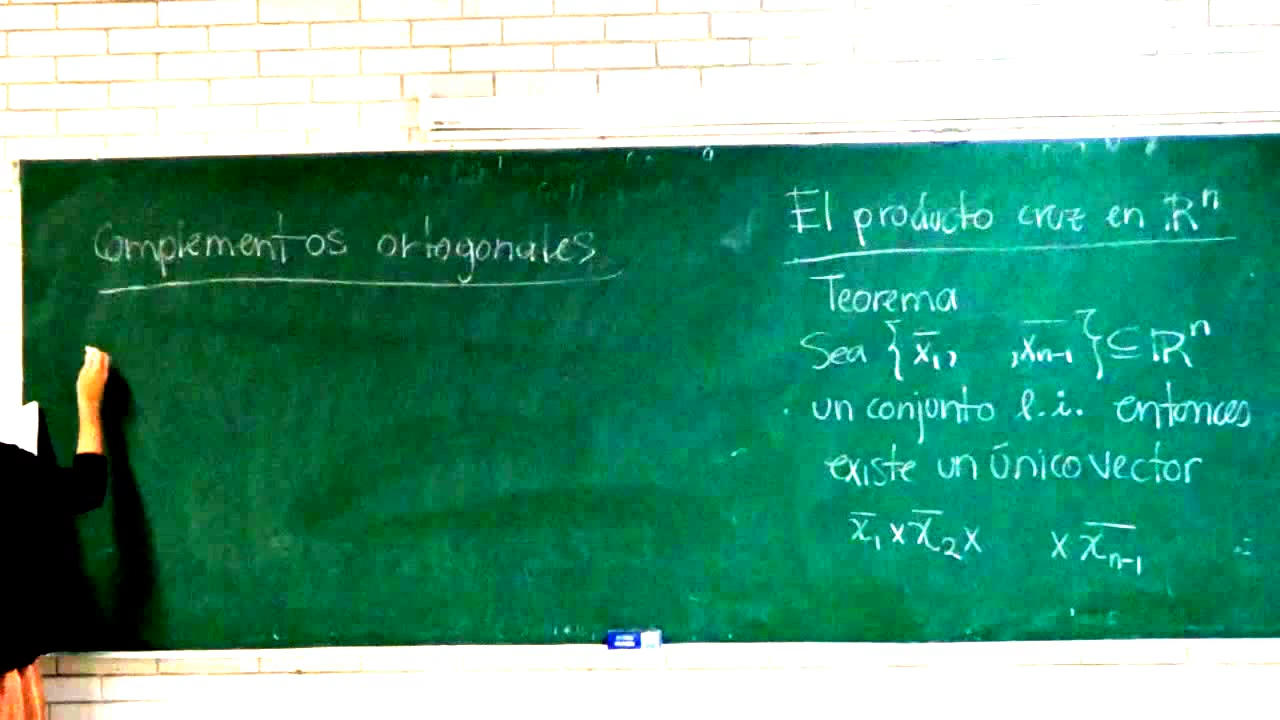 Complementos ortogonales
El producto cruz en ℝⁿ
Teorema
Sea {x̅₁, ,x̅ₙ₋₁} ⊆ ℝⁿ
un conjunto l.i. entonces
existe un único vector
x̅₁ × x̅₂ × × x̅ₙ₋₁